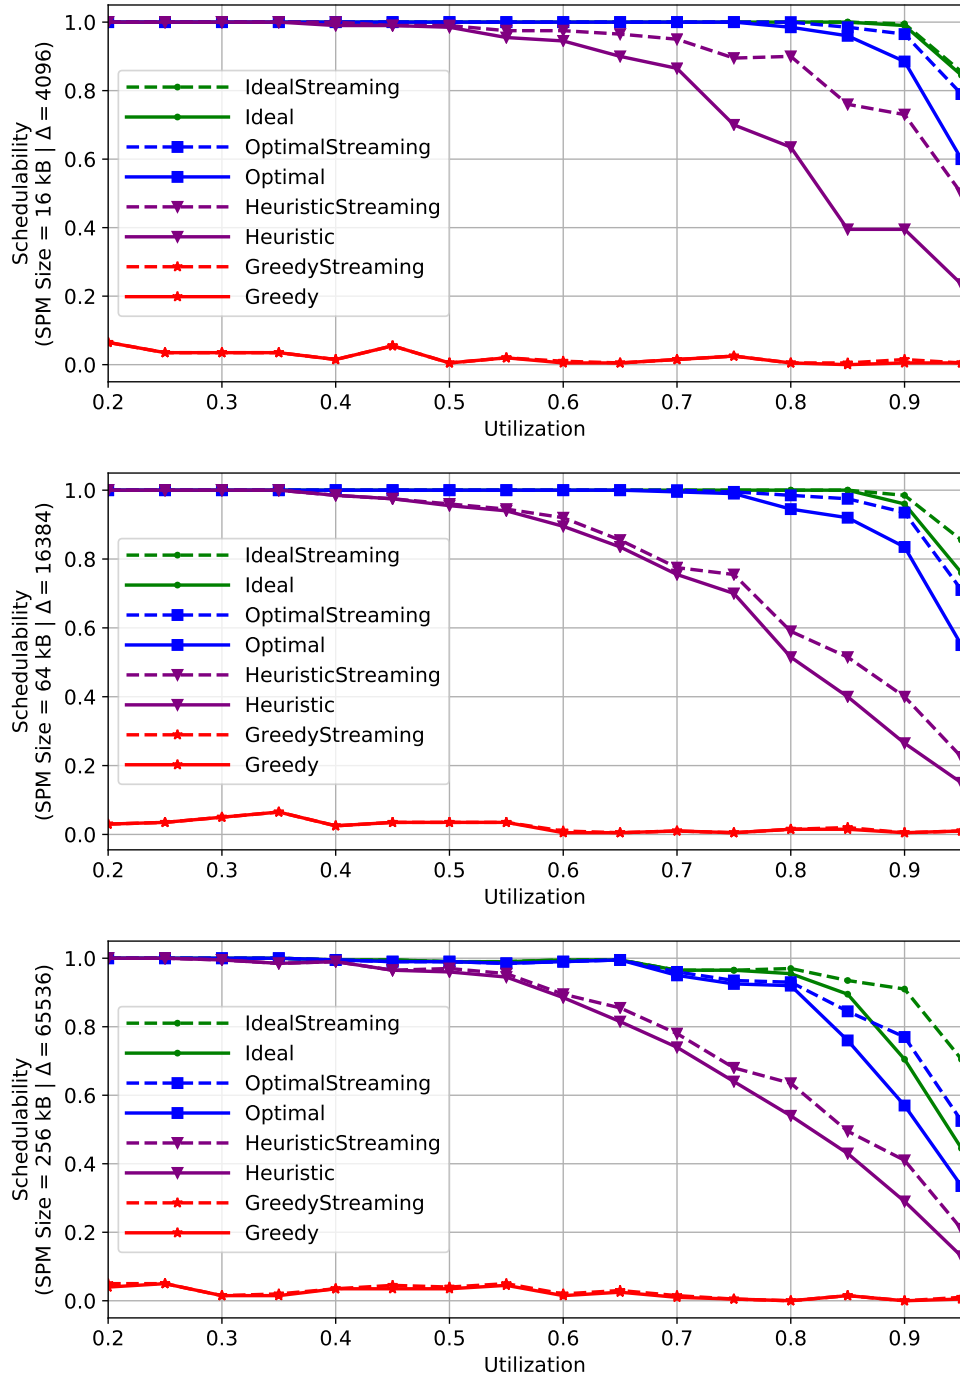 Schedulability
(SPM Size = 16 kB | Δ = 4096)
1.0
0.8
0.6
0.4
0.2
0.0
IdealStreaming
Ideal
OptimalStreaming
Optimal
HeuristicStreaming
Heuristic
GreedyStreaming
Greedy
0.2 0.3 0.4 0.5 0.6 0.7 0.8 0.9
Utilization
Schedulability
(SPM Size = 64 kB | Δ = 16384)
1.0
0.8
0.6
0.4
0.2
0.0
IdealStreaming
Ideal
OptimalStreaming
Optimal
HeuristicStreaming
Heuristic
GreedyStreaming
Greedy
0.2 0.3 0.4 0.5 0.6 0.7 0.8 0.9
Utilization
Schedulability
(SPM Size = 256 kB | Δ = 65536)
1.0
0.8
0.6
0.4
0.2
0.0
IdealStreaming
Ideal
OptimalStreaming
Optimal
HeuristicStreaming
Heuristic
GreedyStreaming
Greedy
0.2 0.3 0.4 0.5 0.6 0.7 0.8 0.9
Utilization